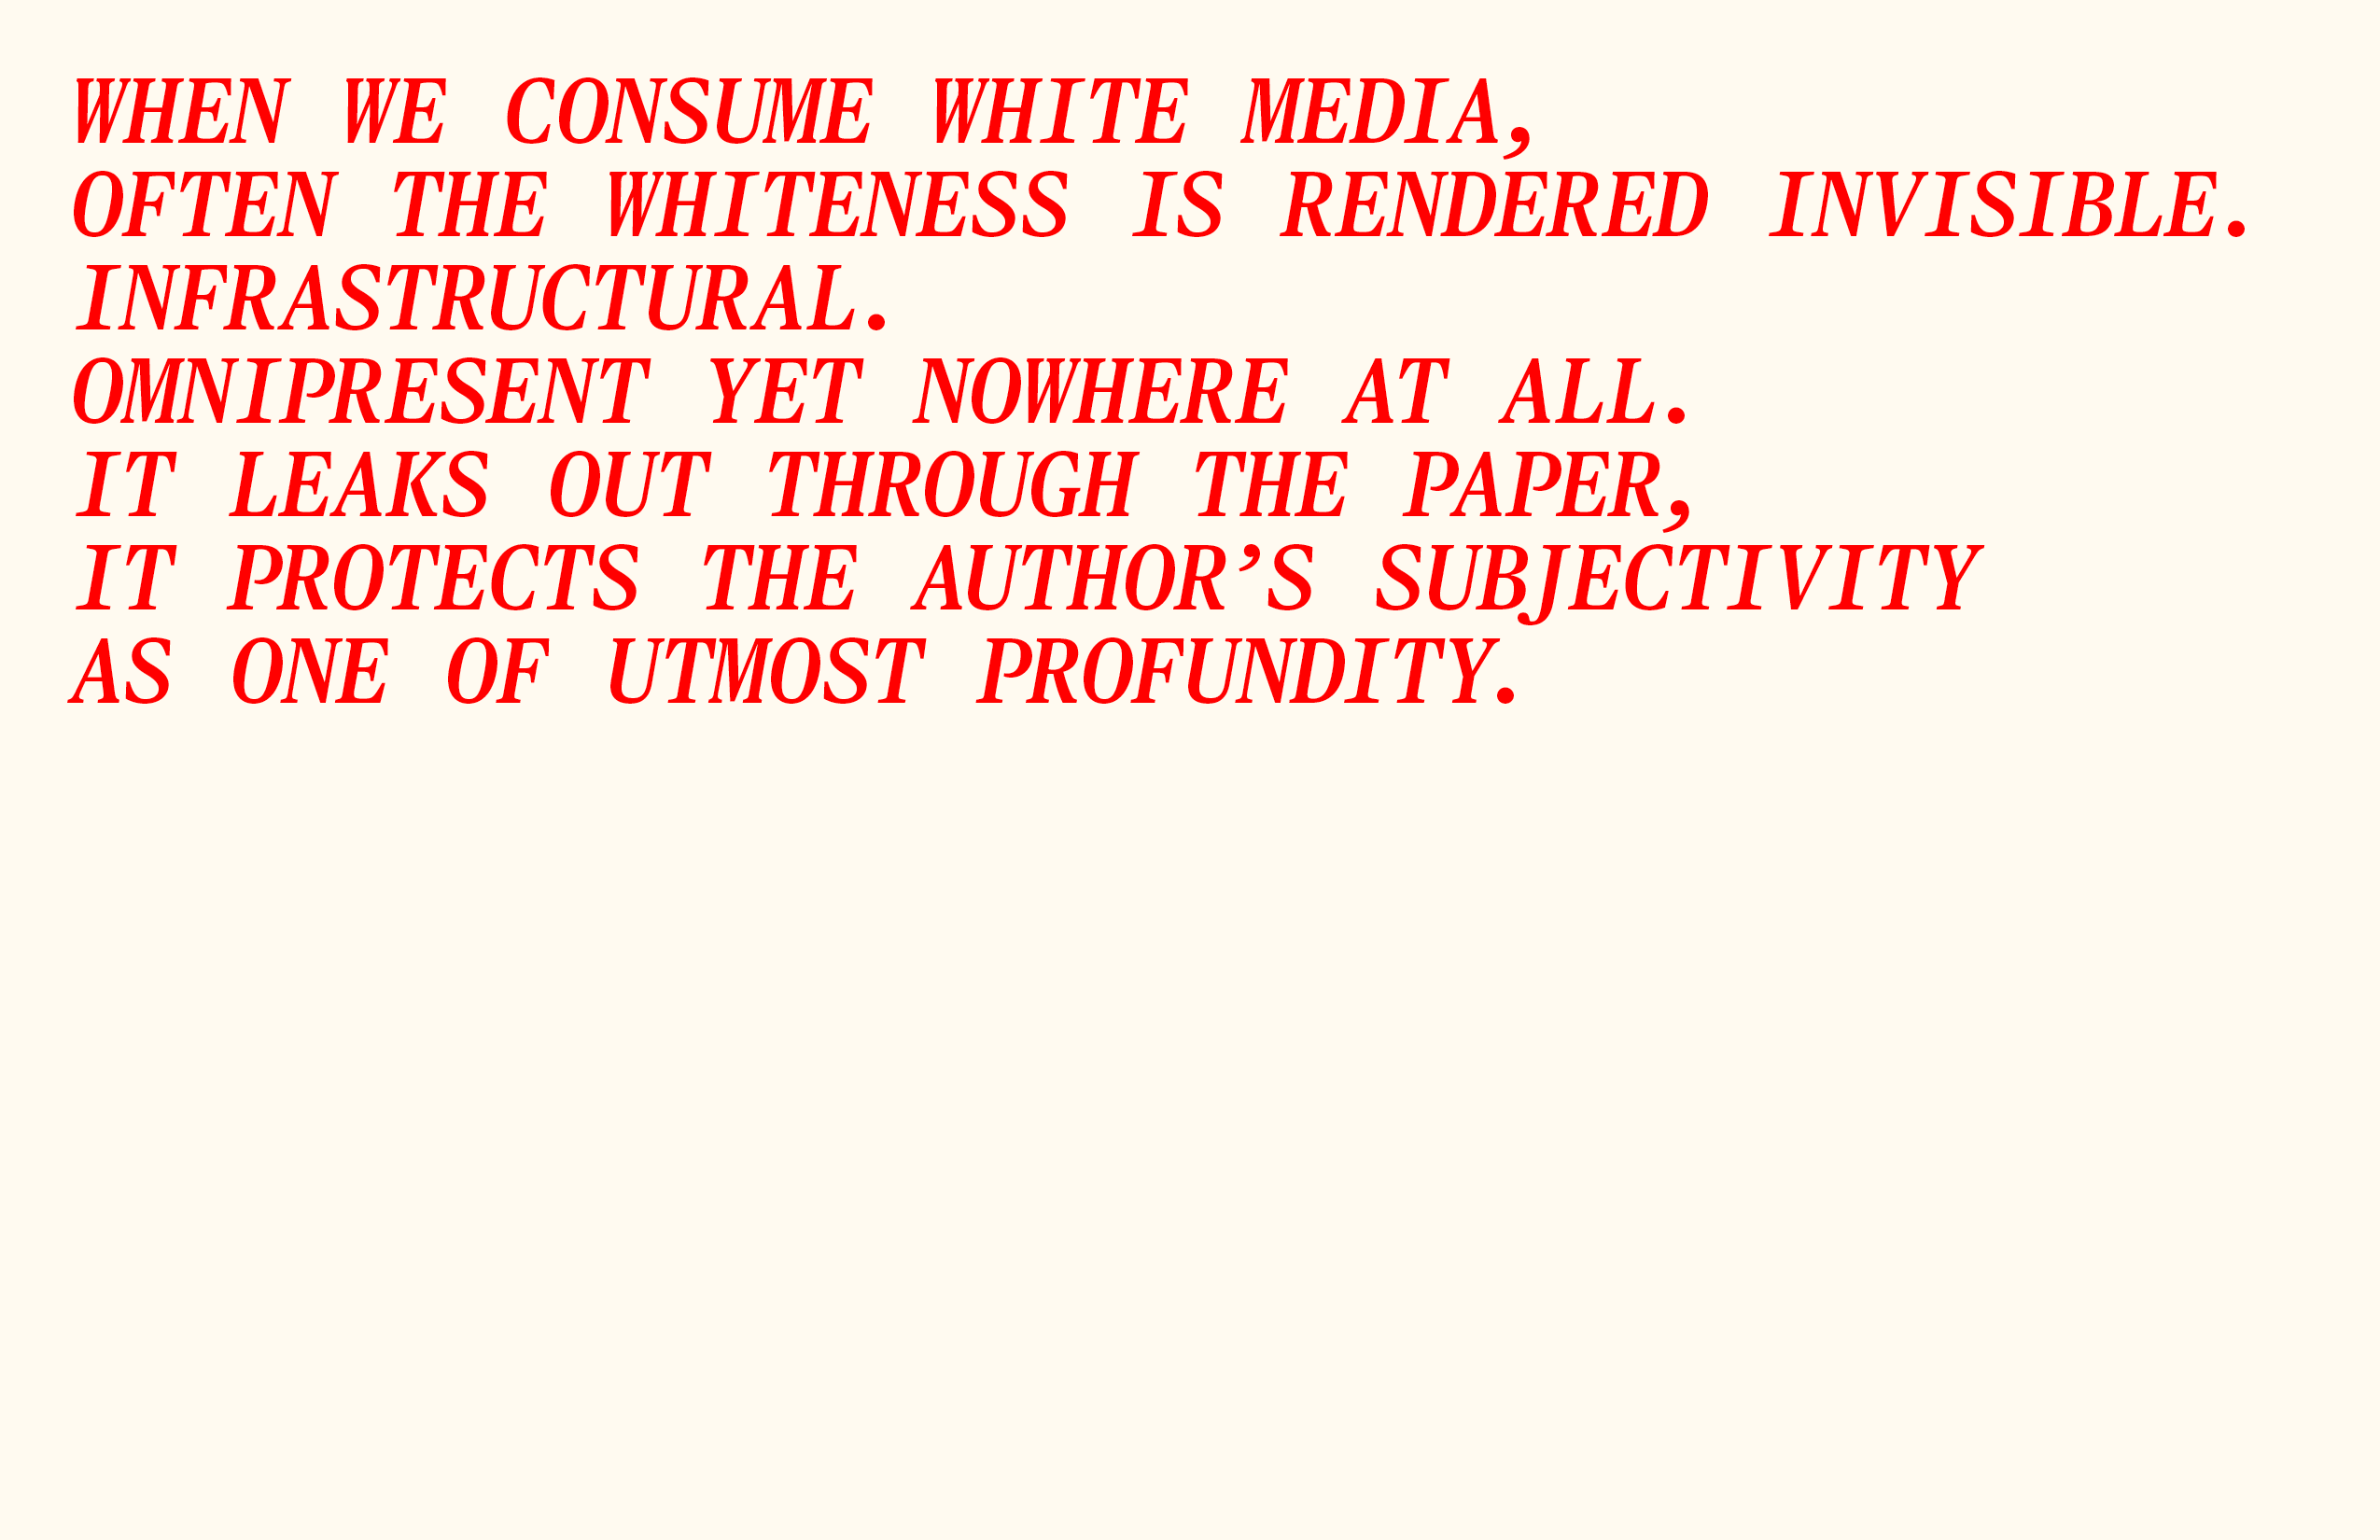 WHEN WE CONSUME WHITE MEDIA,
OFTEN THE WHITENESS IS RENDERED INVISIBLE.
INFRASTRUCTURAL.
OMNIPRESENT YET NOWHERE AT ALL.
IT LEAKS OUT THROUGH THE PAPER,
IT PROTECTS THE AUTHOR’S SUBJECTIVITY
AS ONE OF UTMOST PROFUNDITY.